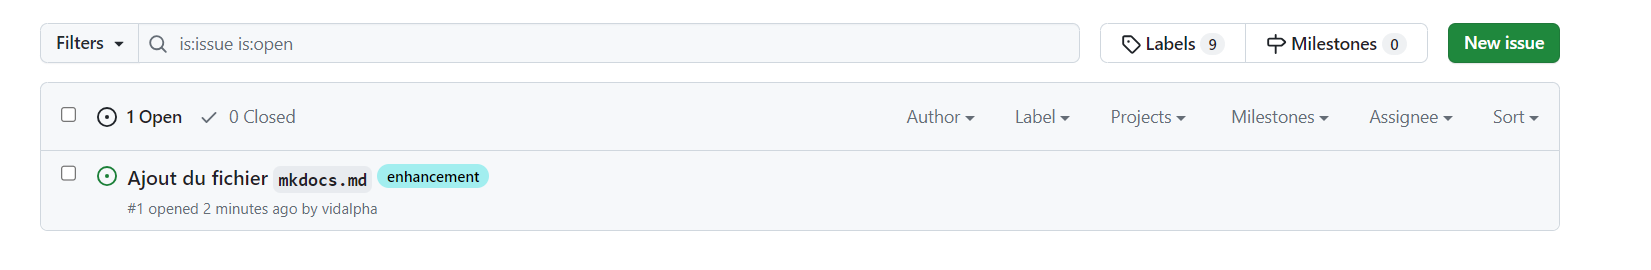 Filters is:issue is:open Labels 9 Milestones 0 New issue
1 Open 0 Closed Author Label Projects Milestones Assignee Sort
Ajout du fichier mkdocs.md enhancement
#1 opened 2 minutes ago by vidalpha